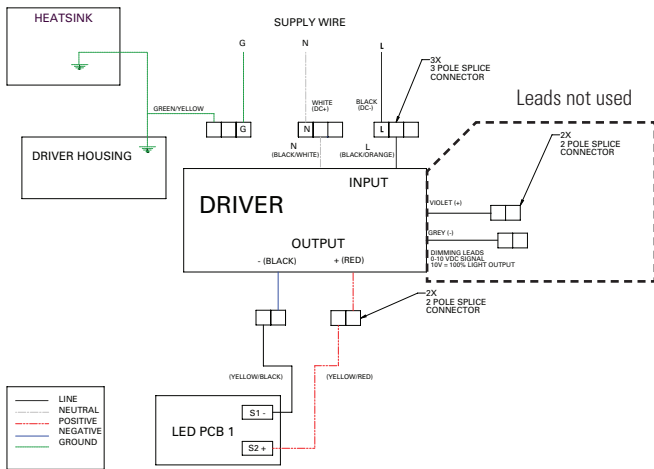 HEATSINK
SUPPLY WIRE
G
N
L
3X
3 POLE SPLICE
CONNECTOR
WHITE
(DC+)
BLACK
(DC-)
GREEN/YELLOW
G
N
L
Leads not used
DRIVER HOUSING
N
(BLACK/WHITE)
L
(BLACK/ORANGE)
2X
2 POLE SPLICE
CONNECTOR
INPUT
DRIVER
VIOLET (+)
GREY (-)
OUTPUT
- (BLACK)
+ (RED)
DIMMING LEADS
0-10 VDC SIGNAL
10V = 100% LIGHT OUTPUT
2X
2 POLE SPLICE
CONNECTOR
(YELLOW/BLACK)
(YELLOW/RED)
LINE
NEUTRAL
POSITIVE
NEGATIVE
GROUND
S1 -
LED PCB 1
S2 +